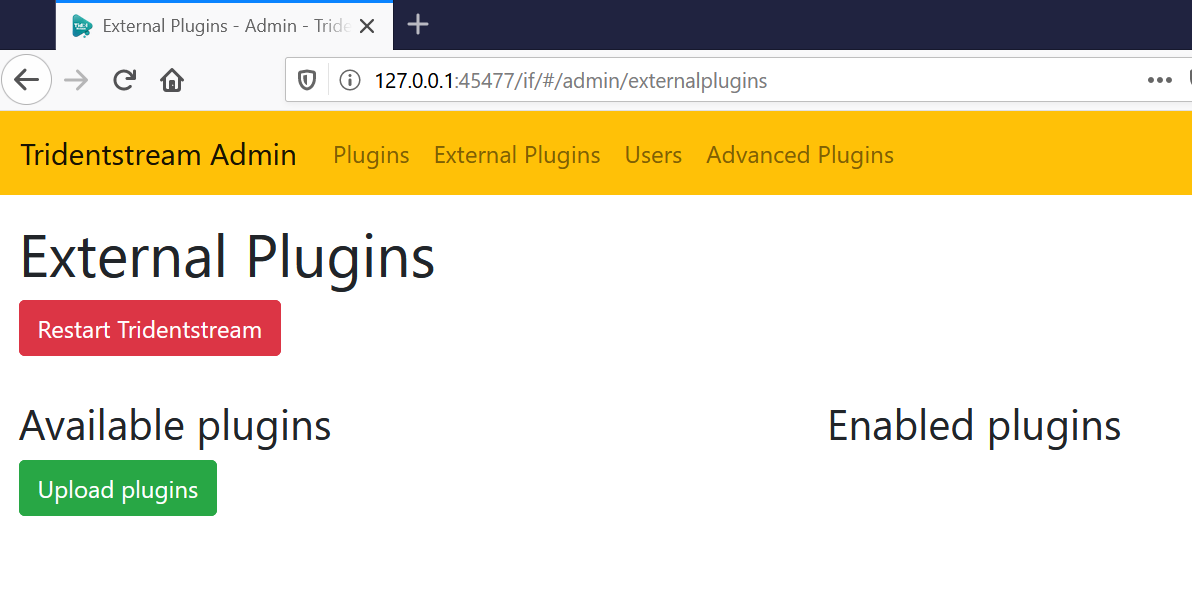 External Plugins - Admin - Tride
127.0.0.1:45477/if/#/admin/externalplugins
Tridentstream Admin Plugins External Plugins Users Advanced Plugins
External Plugins
Restart Tridentstream
Available plugins Enabled plugins
Upload plugins